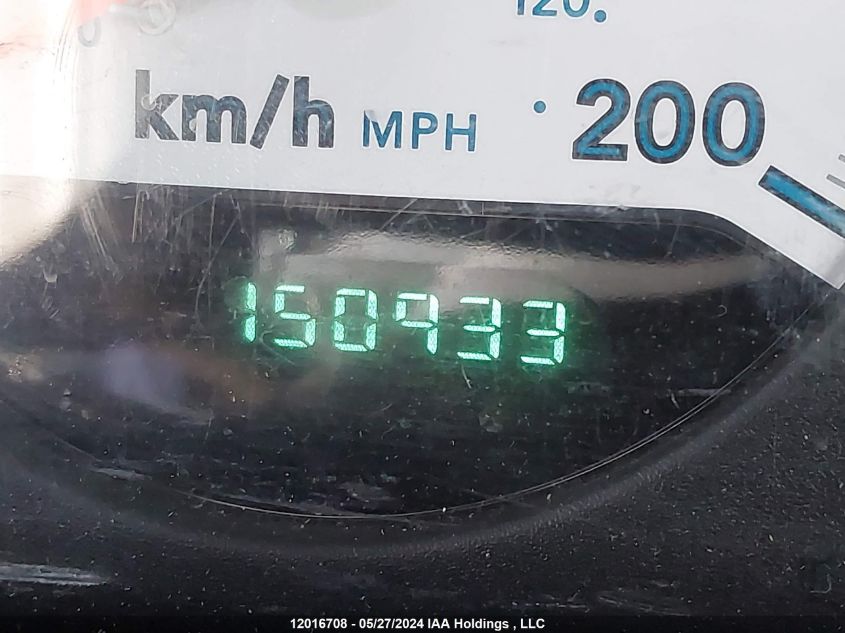 120.
km/h MPH 200
150933
12016708 - 05/27/2024 IAA Holdings , LLC